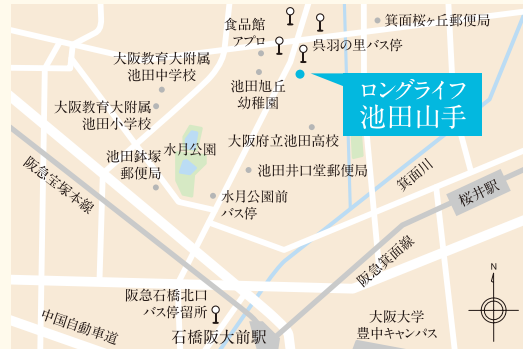 食品館
アプロ
箕面桜ヶ丘郵便局
呉羽の里バス停
大阪教育大附属
池田中学校
池田旭丘
幼稚園
ロングライフ
池田山手
大阪教育大附属
池田小学校
大阪府立池田高校
水月公園
池田鉢塚
郵便局
池田井口堂郵便局
箕面川
阪急宝塚本線
水月公園前
バス停
桜井駅
阪急箕面線
N
阪急石橋北口
バス停留所
中国自動車道
石橋阪大前駅
大阪大学
豊中キャンパス